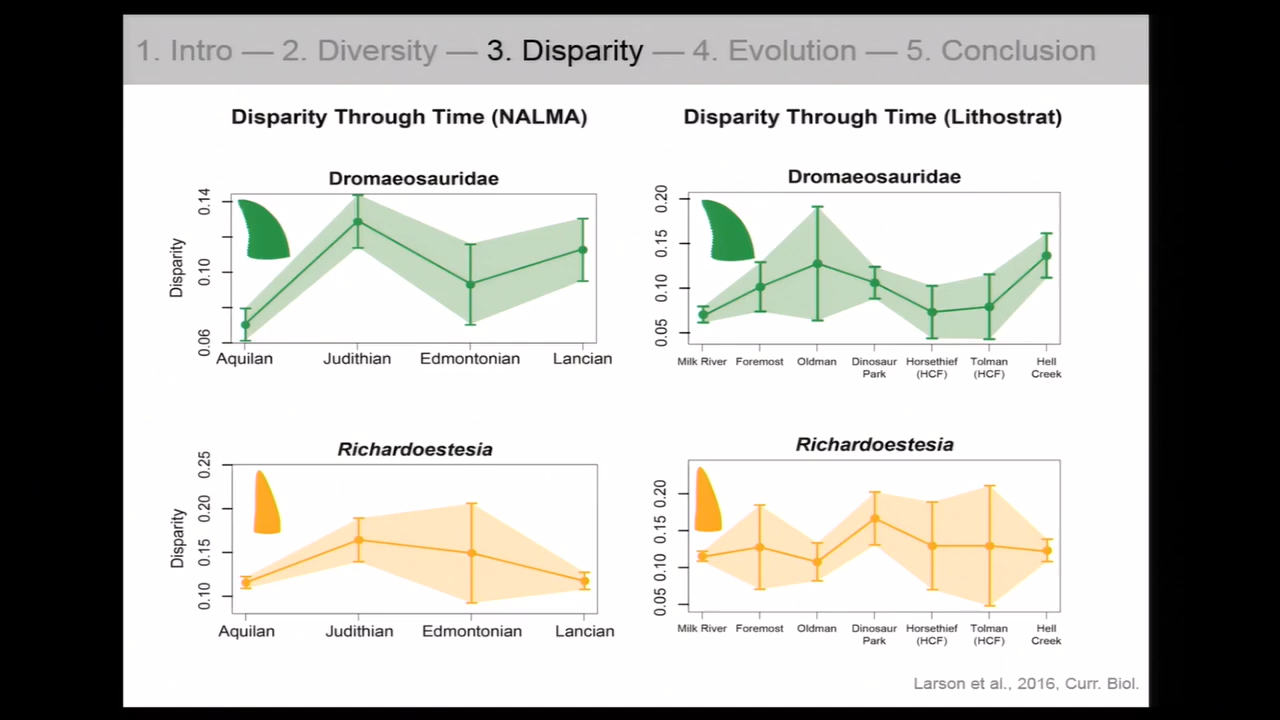 1. Intro — 2. Diversity — 3. Disparity — 4. Evolution — 5. Conclusion
Disparity Through Time (NALMA)
Dromaeosauridae
Disparity
0.14
0.10
0.06
Aquilan Judithian Edmontonian Lancian
Richardoestesia
Disparity
0.25
0.20
0.15
0.10
Aquilan Judithian Edmontonian Lancian
Disparity Through Time (Lithostrat)
Dromaeosauridae
0.20
0.15
0.10
0.05
Milk River Foremost Oldman Dinosaur Horsethief Tolman Hell
Park (HCF) (HCF) Creek
Richardoestesia
0.20
0.15
0.10
0.05
Milk River Foremost Oldman Dinosaur Horsethief Tolman Hell
Park (HCF) (HCF) Creek
Larson et al., 2016, Curr. Biol.